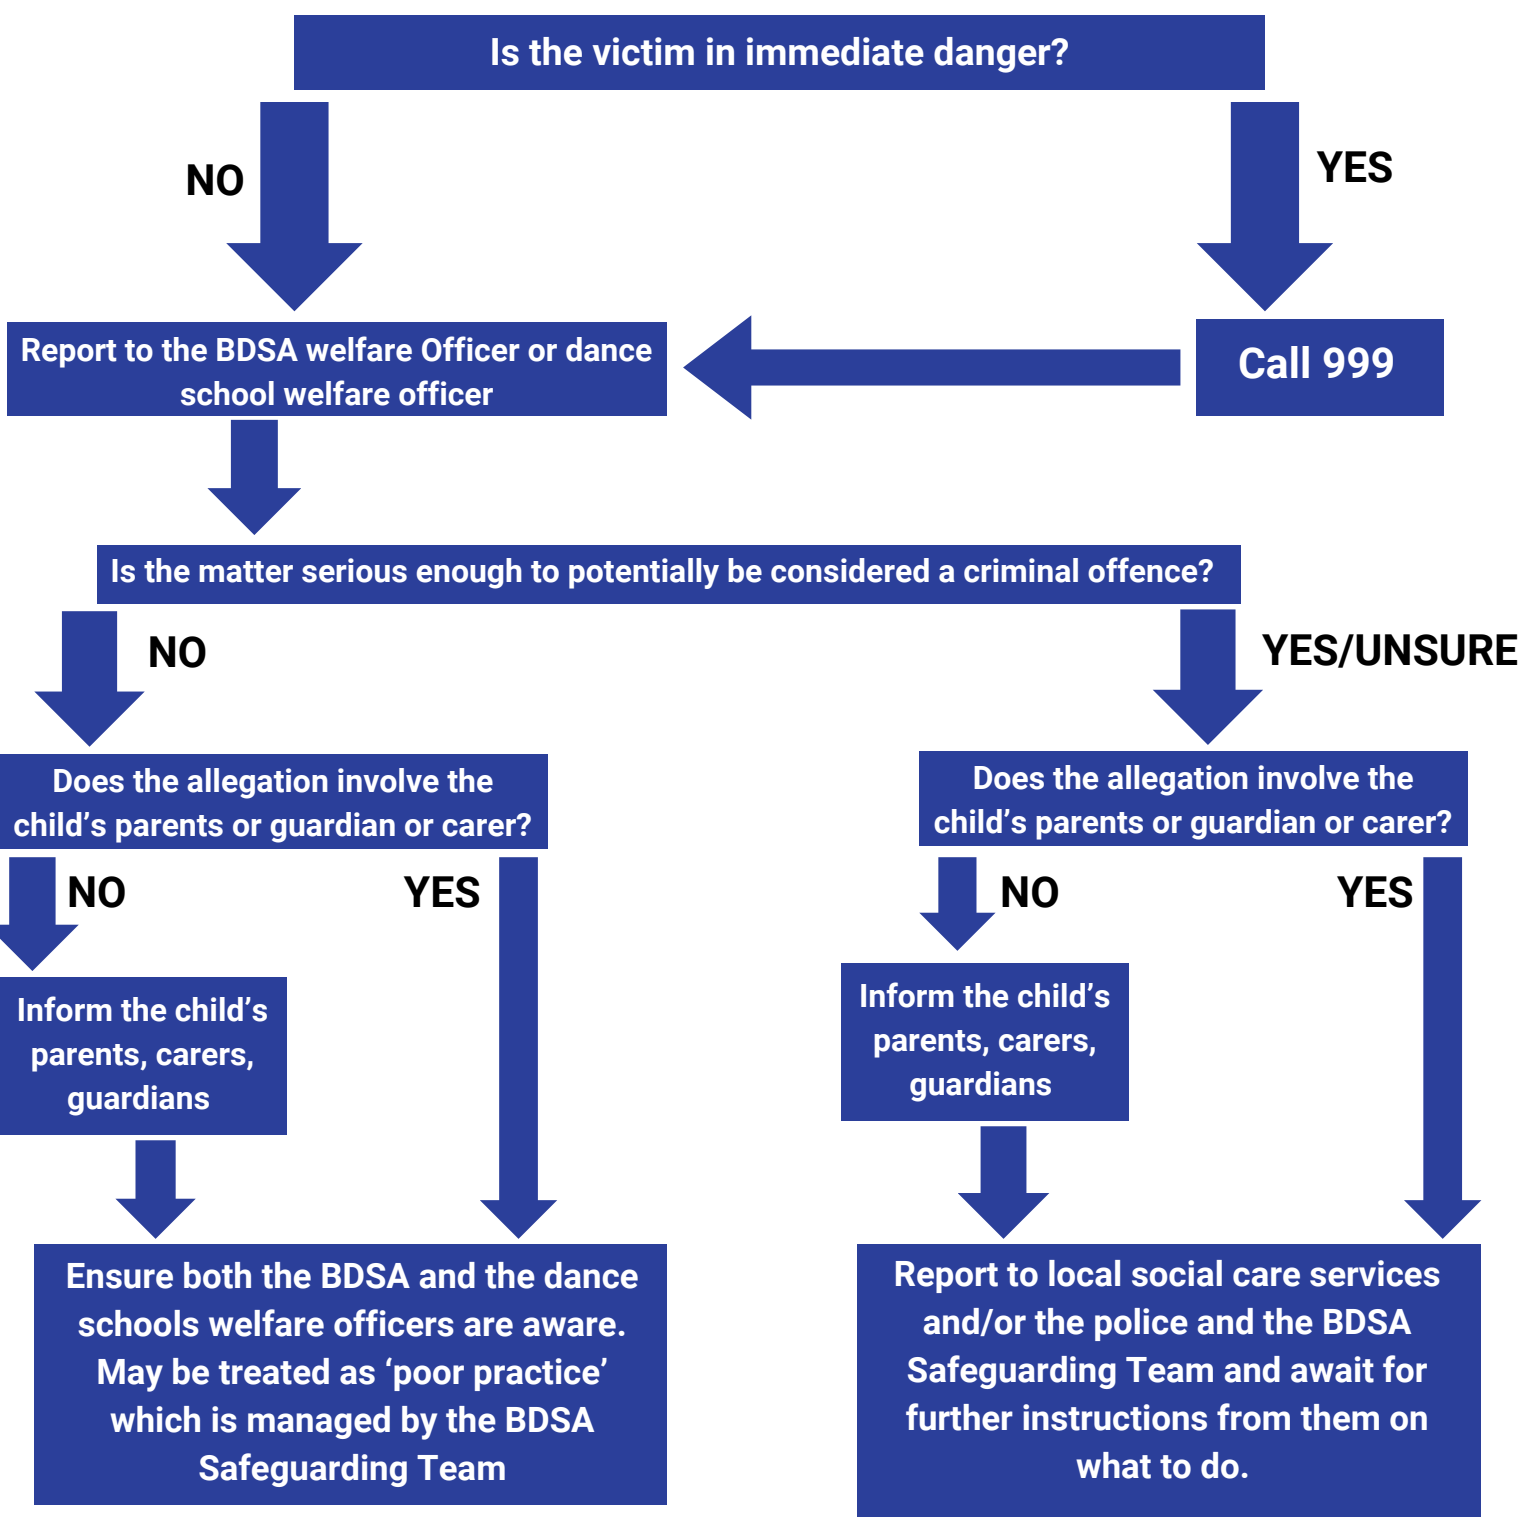 Is the victim in immediate danger?
NO
YES
Report to the BDSA welfare Officer or dance
school welfare officer
Call 999
Is the matter serious enough to potentially be considered a criminal offence?
NO
YES/UNSURE
Does the allegation involve the
child’s parents or guardian or carer?
Does the allegation involve the
child’s parents or guardian or carer?
NO
YES
NO
YES
Inform the child’s
parents, carers,
guardians
Inform the child’s
parents, carers,
guardians
Ensure both the BDSA and the dance
schools welfare officers are aware.
May be treated as ‘poor practice’
which is managed by the BDSA
Safeguarding Team
Report to local social care services
and/or the police and the BDSA
Safeguarding Team and await for
further instructions from them on
what to do.